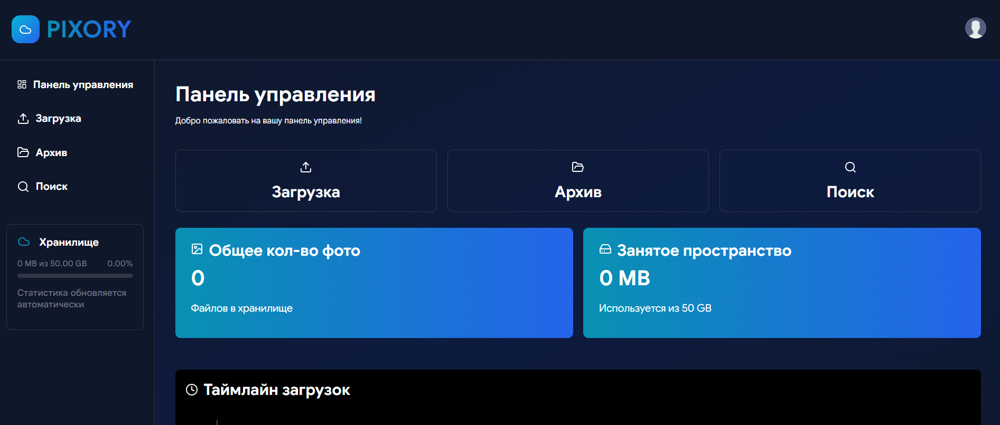 PIXORY
Панель управления
Загрузка
Архив
Поиск
Хранилище
0 MB из 50.00 GB 0.00%
Статистика обновляется
автоматически
Панель управления
Добро пожаловать на вашу панель управления!
Загрузка
Архив
Поиск
Общее кол-во фото
0
Файлов в хранилище
Занятое пространство
0 MB
Используется из 50 GB
Таймлайн загрузок